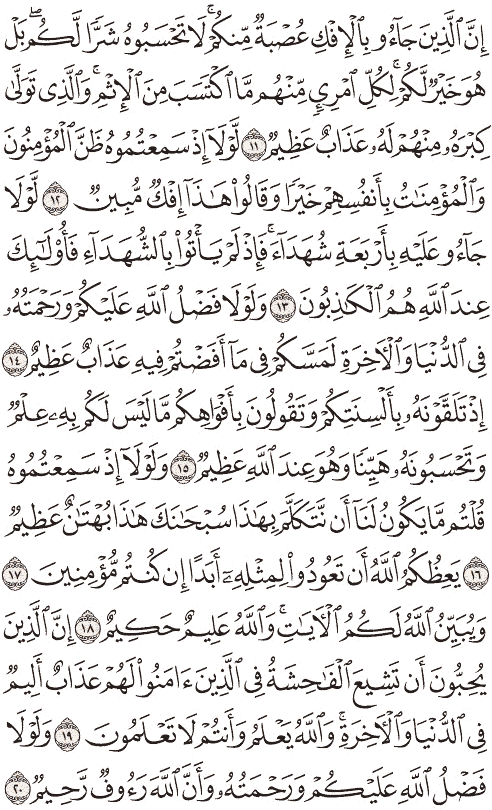 إِنَّ ٱلَّذِينَ جَآءُو بِٱلْإِفْكِ عُصْبَةٌ مِّنكُمْ ۚ لَا تَحْسَبُوهُ شَرًّا لَّكُم ۖ بَلْ
هُوَ خَيْرٌ لَّكُمْ ۚ لِكُلِّ ٱمْرِئٍ مِّنْهُم مَّا ٱكْتَسَبَ مِنَ ٱلْإِثْمِ ۚ وَٱلَّذِى تَوَلَّىٰ
كِبْرَهُۥ مِنْهُمْ لَهُۥ عَذَابٌ عَظِيمٌ ١١ لَّوْلَآ إِذْ سَمِعْتُمُوهُ ظَنَّ ٱلْمُؤْمِنُونَ
وَٱلْمُؤْمِنَٰتُ بِأَنفُسِهِمْ خَيْرًا وَقَالُوا۟ هَٰذَآ إِفْكٌ مُّبِينٌ ١٢ لَّوْلَا
جَآءُو عَلَيْهِ بِأَرْبَعَةِ شُهَدَآءَ ۚ فَإِذْ لَمْ يَأْتُوا۟ بِٱلشُّهَدَآءِ فَأُو۟لَٰٓئِكَ
عِندَ ٱللَّهِ هُمُ ٱلْكَٰذِبُونَ ١٣ وَلَوْلَا فَضْلُ ٱللَّهِ عَلَيْكُمْ وَرَحْمَتُهُۥ
فِى ٱلدُّنْيَا وَٱلْءَاخِرَةِ لَمَسَّكُمْ فِى مَآ أَفَضْتُمْ فِيهِ عَذَابٌ عَظِيمٌ ١٤
إِذْ تَلَقَّوْنَهُۥ بِأَلْسِنَتِكُمْ وَتَقُولُونَ بِأَفْوَاهِكُم مَّا لَيْسَ لَكُم بِهِۦ عِلْمٌ
وَتَحْسَبُونَهُۥ هَيِّنًا وَهُوَ عِندَ ٱللَّهِ عَظِيمٌ ١٥ وَلَوْلَآ إِذْ سَمِعْتُمُوهُ
قُلْتُم مَّا يَكُونُ لَنَآ أَن نَّتَكَلَّمَ بِهَٰذَا سُبْحَٰنَكَ هَٰذَا بُهْتَٰنٌ عَظِيمٌ
١٦ يَعِظُكُمُ ٱللَّهُ أَن تَعُودُوا۟ لِمِثْلِهِۦٓ أَبَدًا إِن كُنتُم مُّؤْمِنِينَ ١٧
وَيُبَيِّنُ ٱللَّهُ لَكُمُ ٱلْءَايَٰتِ ۚ وَٱللَّهُ عَلِيمٌ حَكِيمٌ ١٨ إِنَّ ٱلَّذِينَ
يُحِبُّونَ أَن تَشِيعَ ٱلْفَٰحِشَةُ فِى ٱلَّذِينَ ءَامَنُوا۟ لَهُمْ عَذَابٌ أَلِيمٌ
فِى ٱلدُّنْيَا وَٱلْءَاخِرَةِ ۚ وَٱللَّهُ يَعْلَمُ وَأَنتُمْ لَا تَعْلَمُونَ ١٩ وَلَوْلَا
فَضْلُ ٱللَّهِ عَلَيْكُمْ وَرَحْمَتُهُۥ وَأَنَّ ٱللَّهَ رَءُوفٌ رَّحِيمٌ ٢٠